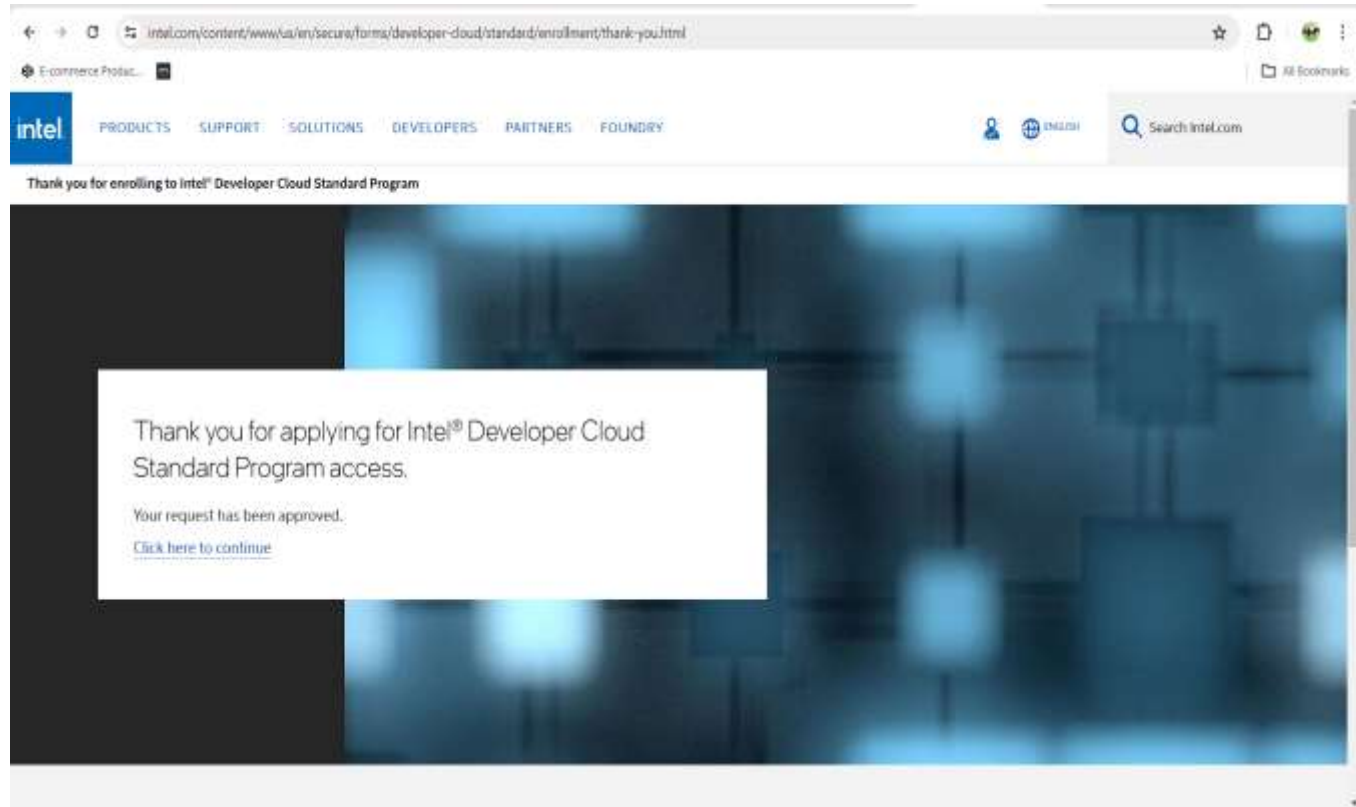 intel.com/content/www/us/en/secure/forms/developer-cloud/standard/enrollment/thank-you.html
E-commerce Produc...
All Bookmarks
intel
PRODUCTS SUPPORT SOLUTIONS DEVELOPERS PARTNERS FOUNDRY ENGLISH Search Intel.com
Thank you for enrolling to Intel® Developer Cloud Standard Program
Thank you for applying for Intel® Developer Cloud
Standard Program access.
Your request has been approved.
Click here to continue